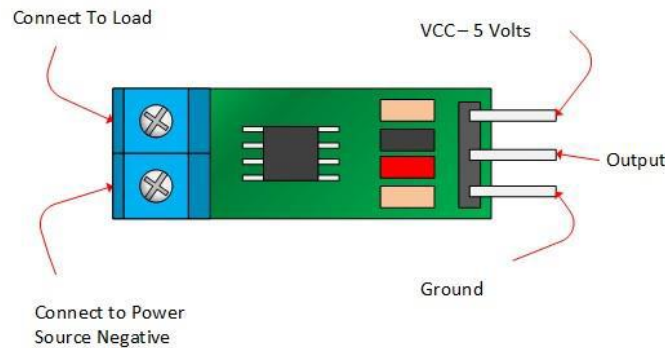 Connect To Load
VCC – 5 Volts
Output
Ground
Connect to Power
Source Negative